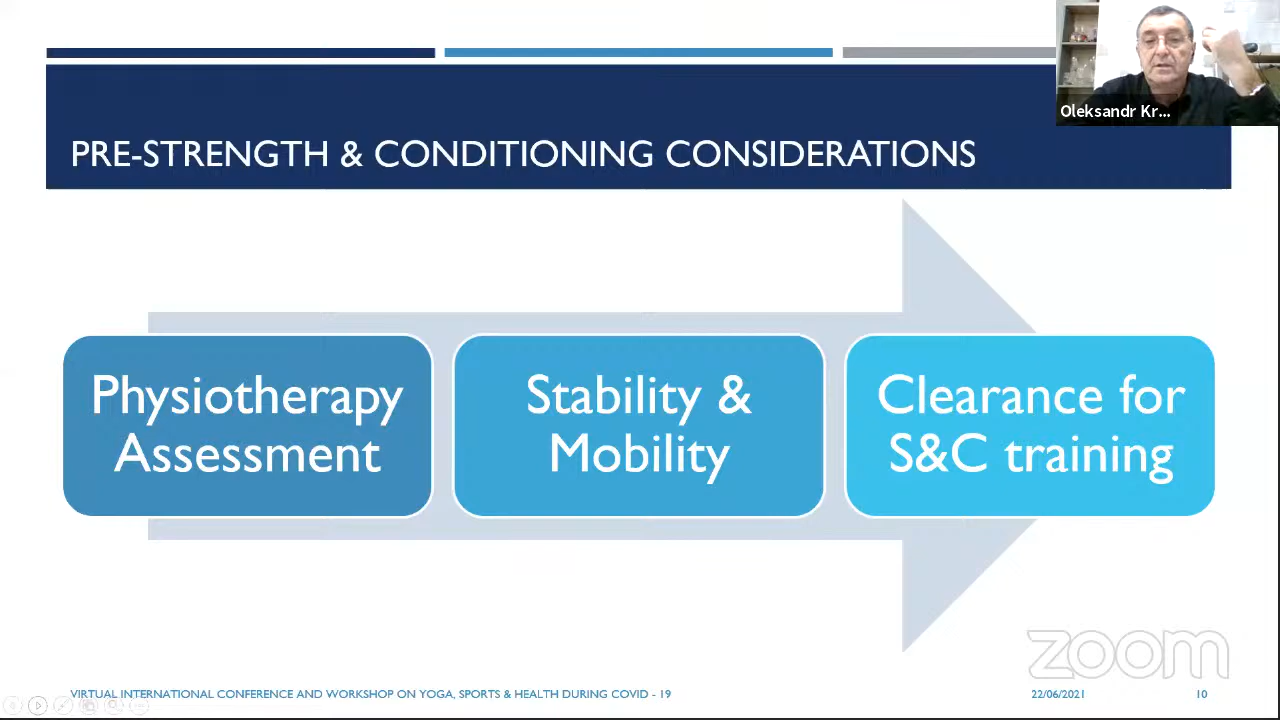 Oleksandr Kr...
PRE-STRENGTH & CONDITIONING CONSIDERATIONS
Physiotherapy
Assessment
Stability &
Mobility
Clearance for
S&C training
zoom
VIRTUAL INTERNATIONAL CONFERENCE AND WORKSHOP ON YOGA, SPORTS & HEALTH DURING COVID - 19
22/06/2021
10